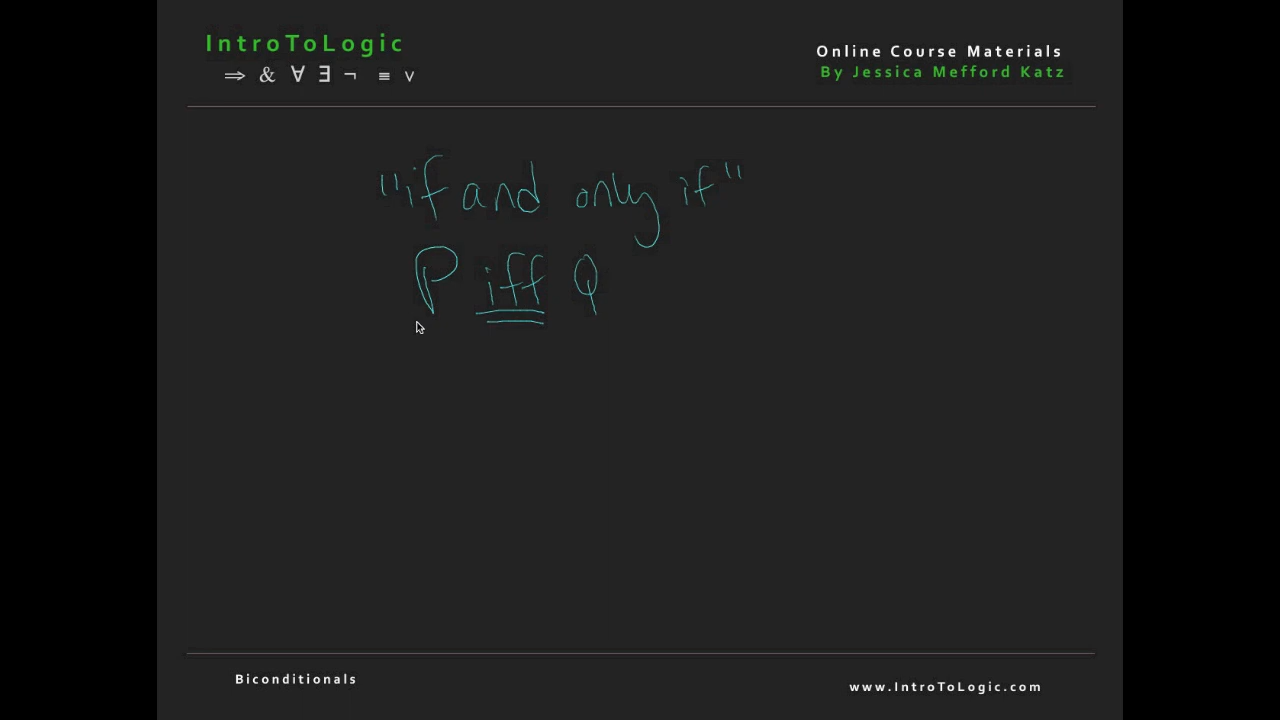 IntroToLogic
⇒ & ∀ ∃ ¬ ≡ ∨
Online Course Materials
By Jessica Mefford Katz
"if and only if"
P iff Q
Biconditionals
www.IntroToLogic.com